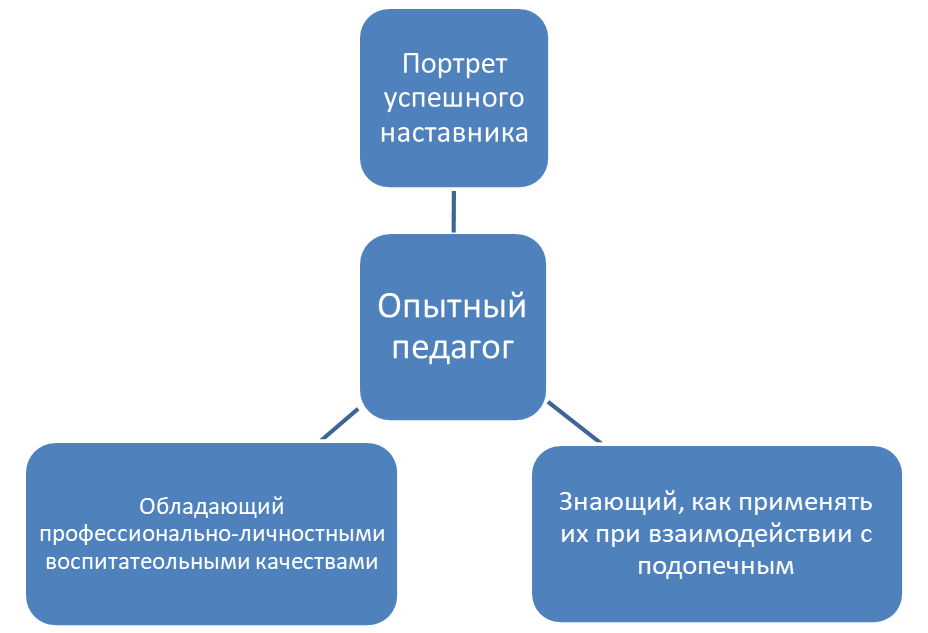 Портрет
успешного
наставника
Опытный
педагог
Обладающий
профессионально-личностными
воспитатеольными качествами
Знающий, как применять
их при взаимодействии с
подопечным